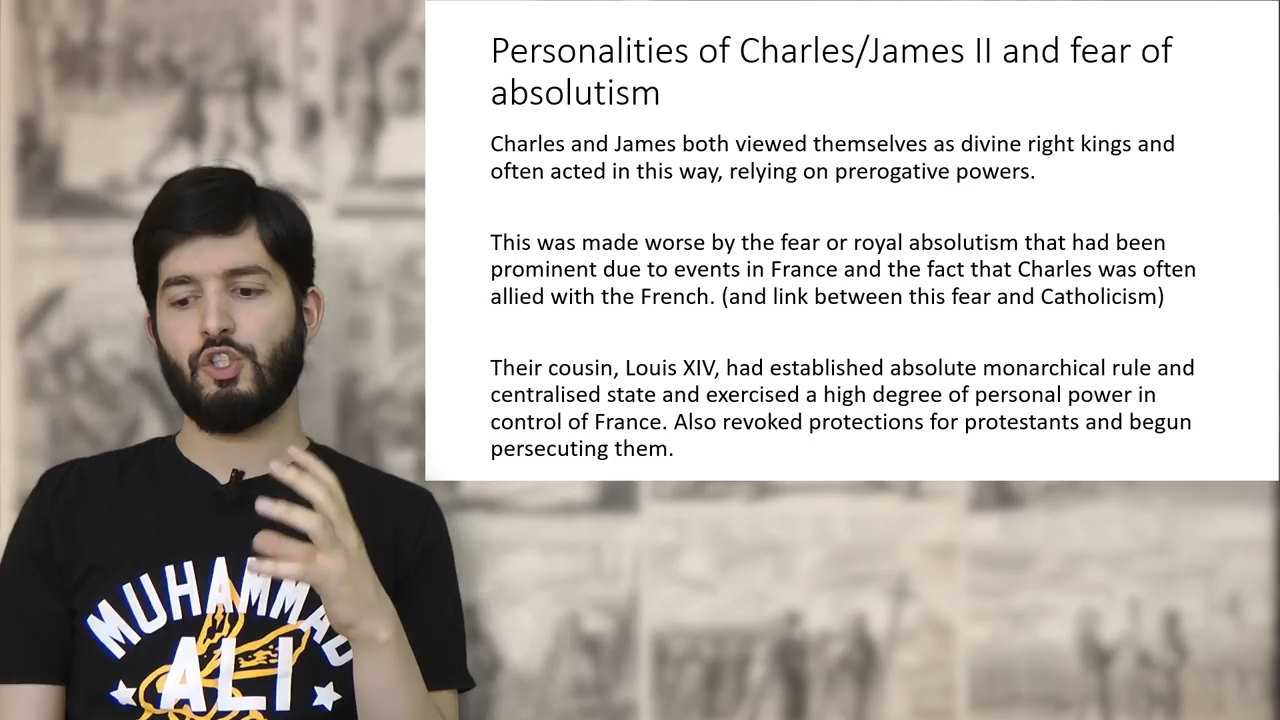 Personalities of Charles/James II and fear of
absolutism
Charles and James both viewed themselves as divine right kings and
often acted in this way, relying on prerogative powers.
This was made worse by the fear or royal absolutism that had been
prominent due to events in France and the fact that Charles was often
allied with the French. (and link between this fear and Catholicism)
Their cousin, Louis XIV, had established absolute monarchical rule and
centralised state and exercised a high degree of personal power in
control of France. Also revoked protections for protestants and begun
persecuting them.
MUHAMMAD
ALI